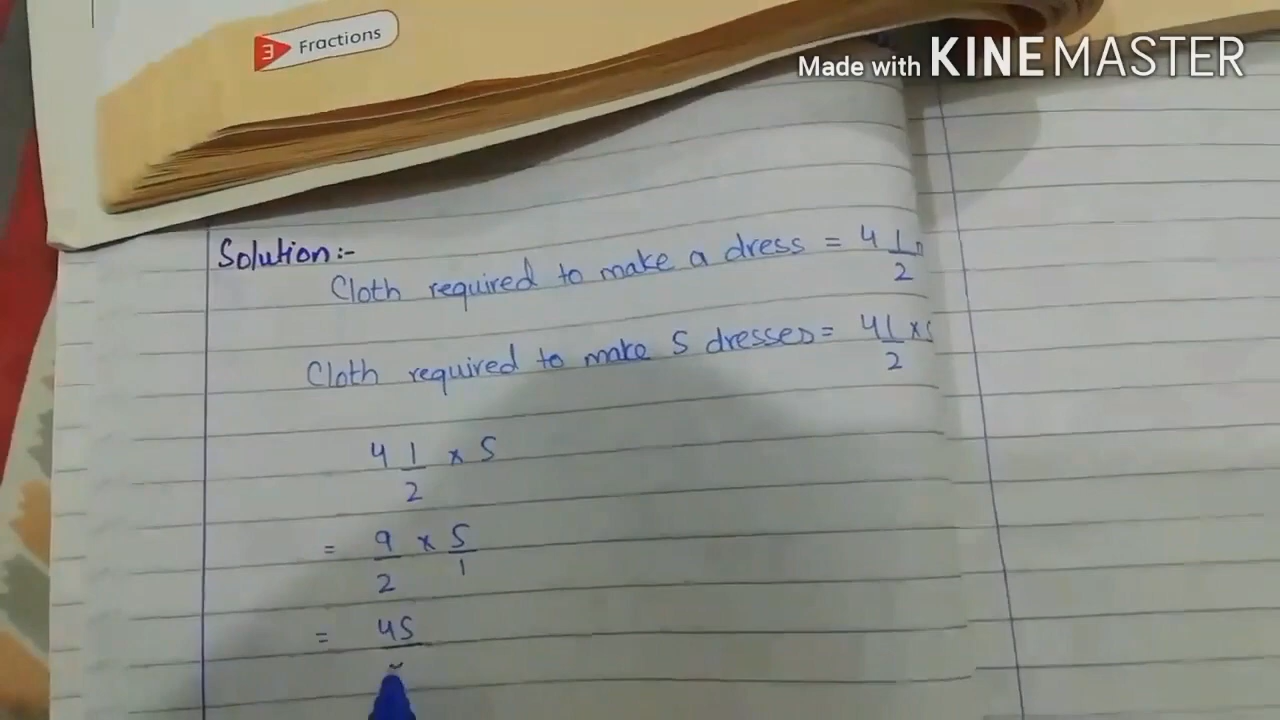 3 Fractions
Made with KINEMASTER
Solution:-
Cloth required to make a dress = 4 1/2
Cloth required to make 5 dresses = 4 1/2 × 5
4 1/2 × 5
= 9/2 × 5/1
= 45